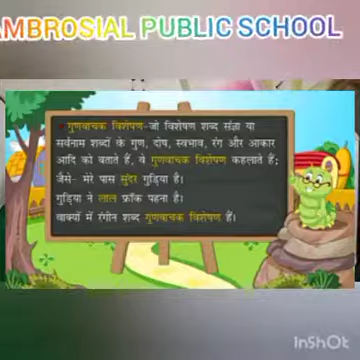 AMBROSIAL PUBLIC SCHOOL
* गुणवाचक विशेषण-जो विशेषण शब्द संज्ञा या
सर्वनाम शब्दों के गुण, दोष, स्वभाव, रंग और आकार
आदि को बताते हैं, वे गुणवाचक विशेषण कहलाते हैं;
जैसे- मेरे पास सुंदर गुड़िया है।
गुड़िया ने लाल फ्रॉक पहना है।
वाक्यों में रंगीन शब्द गुणवाचक विशेषण हैं।
InShOt